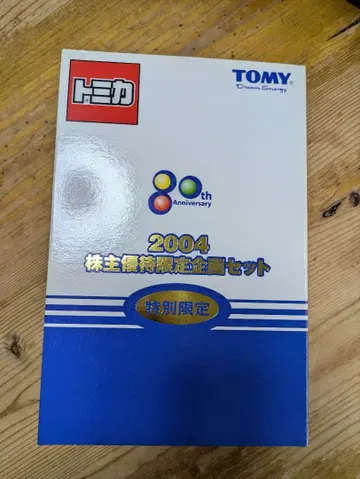 トミカ
TOMY
Dream Energy
80th
Anniversary
2004
株主優待限定企画セット
特別限定